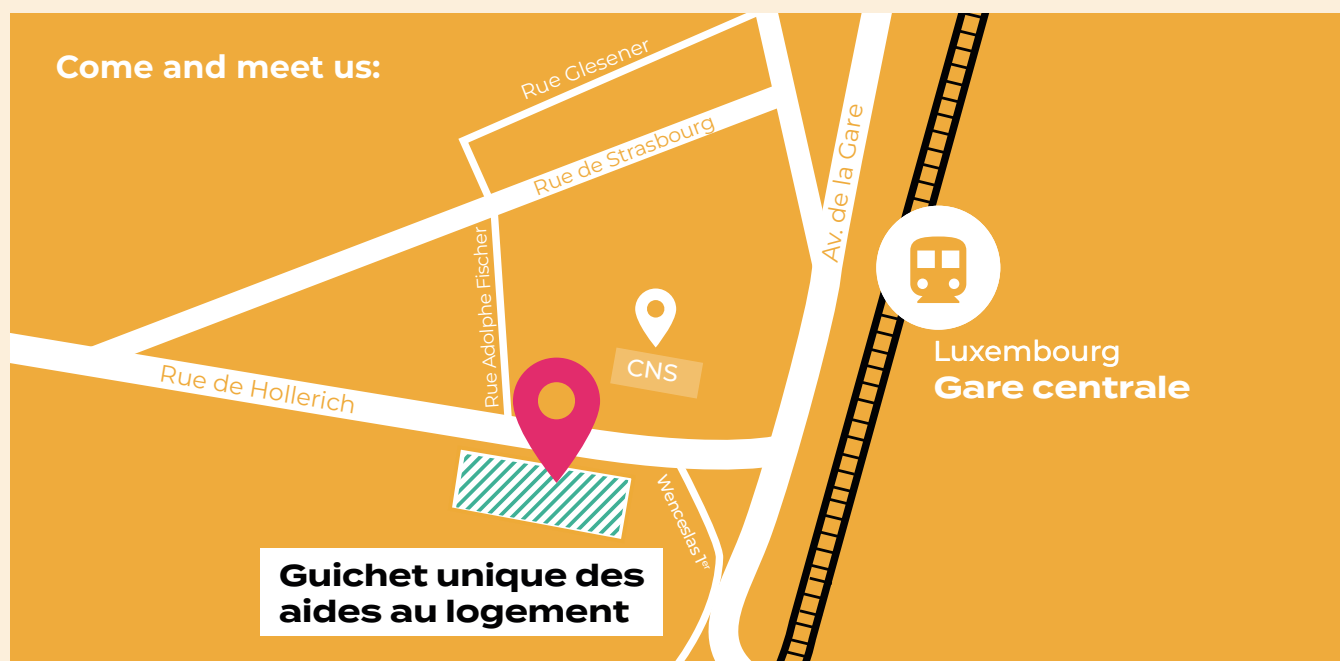 Come and meet us:
Rue Glesener
Rue de Strasbourg
Av. de la Gare
Rue Adolphe Fischer
CNS
Luxembourg
Gare centrale
Rue de Hollerich
Wenceslas 1er
Guichet unique des
aides au logement